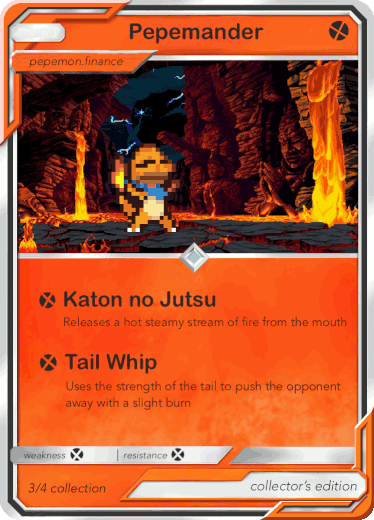 Pepemander
pepemon.finance
Katon no Jutsu
Releases a hot steamy stream of fire from the mouth
Tail Whip
Uses the strength of the tail to push the opponent
away with a slight burn
weakness | resistance
3/4 collection
collector's edition